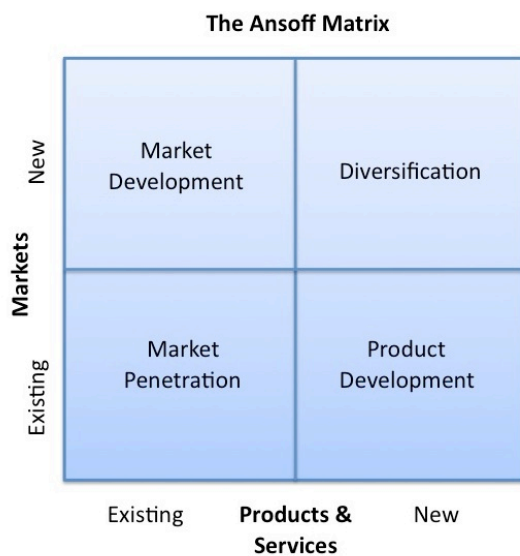 The Ansoff Matrix
New
Market
Development
Diversification
Markets
Existing
Market
Penetration
Product
Development
Existing
Products &
Services
New